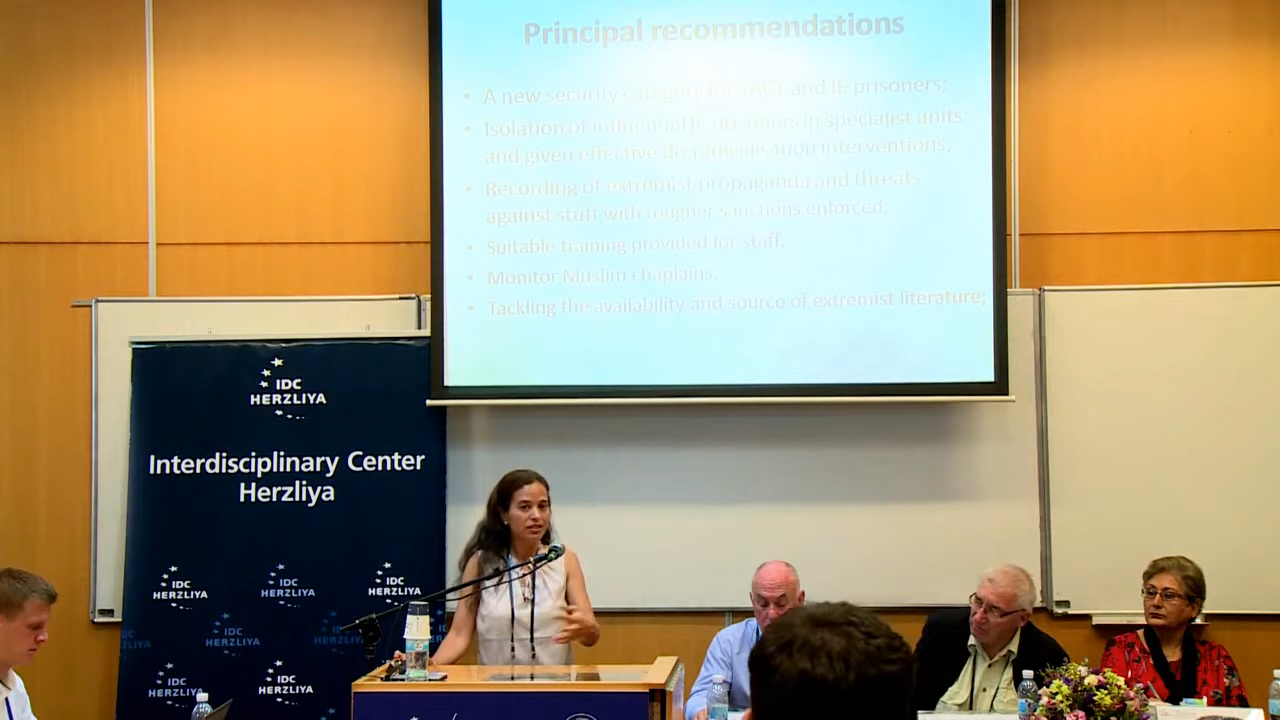 Principal recommendations
• A new security category for and IE prisoners;
• Isolation of prisoners in specialist units
and given effective de-radicalisation interventions;
• Recording of extremist propaganda and threats
against staff with tougher sanctions enforced;
• Suitable training provided for staff;
• Monitor Muslim chaplains;
• Tackling the availability and source of extremist literature;
IDC
HERZLIYA
Interdisciplinary Center
Herzliya
IDC
HERZLIYA
IDC
HERZLIYA
IDC
HERZLIYA
IDC
HERZLIYA
IDC
HERZLIYA
IDC
HERZLIYA